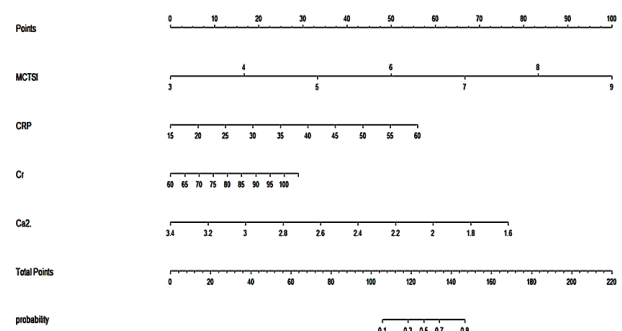 Points 0 10 20 30 40 50 60 70 80 90 100
MCTSI 3 4 5 6 7 8 9
CRP 15 20 25 30 35 40 45 50 55 60
Cr 60 65 70 75 80 85 90 95 100
Ca2. 3.4 3.2 3 2.8 2.6 2.4 2.2 2 1.8 1.6
Total Points 0 20 40 60 80 100 120 140 160 180 200 220
probability 0.1 0.3 0.5 0.7 0.9